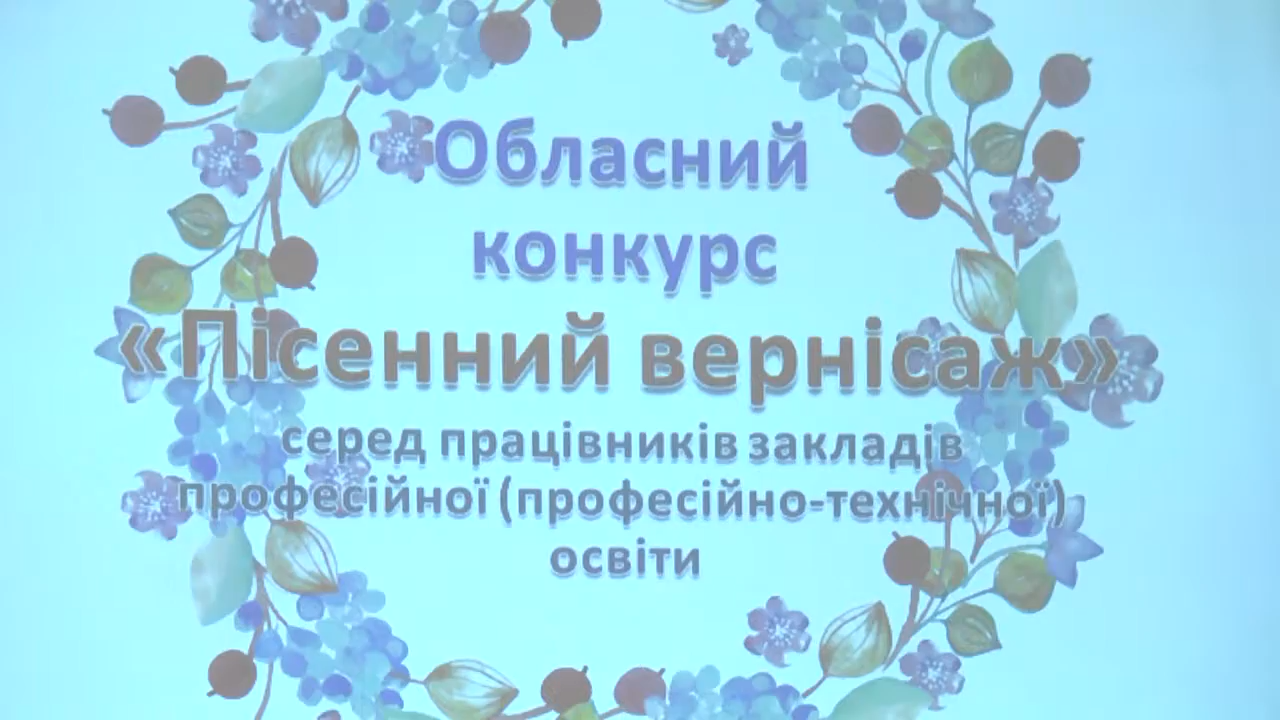 Обласний
конкурс
«Пісенний вернісаж»
серед працівників закладів
професійної (професійно-технічної)
освіти